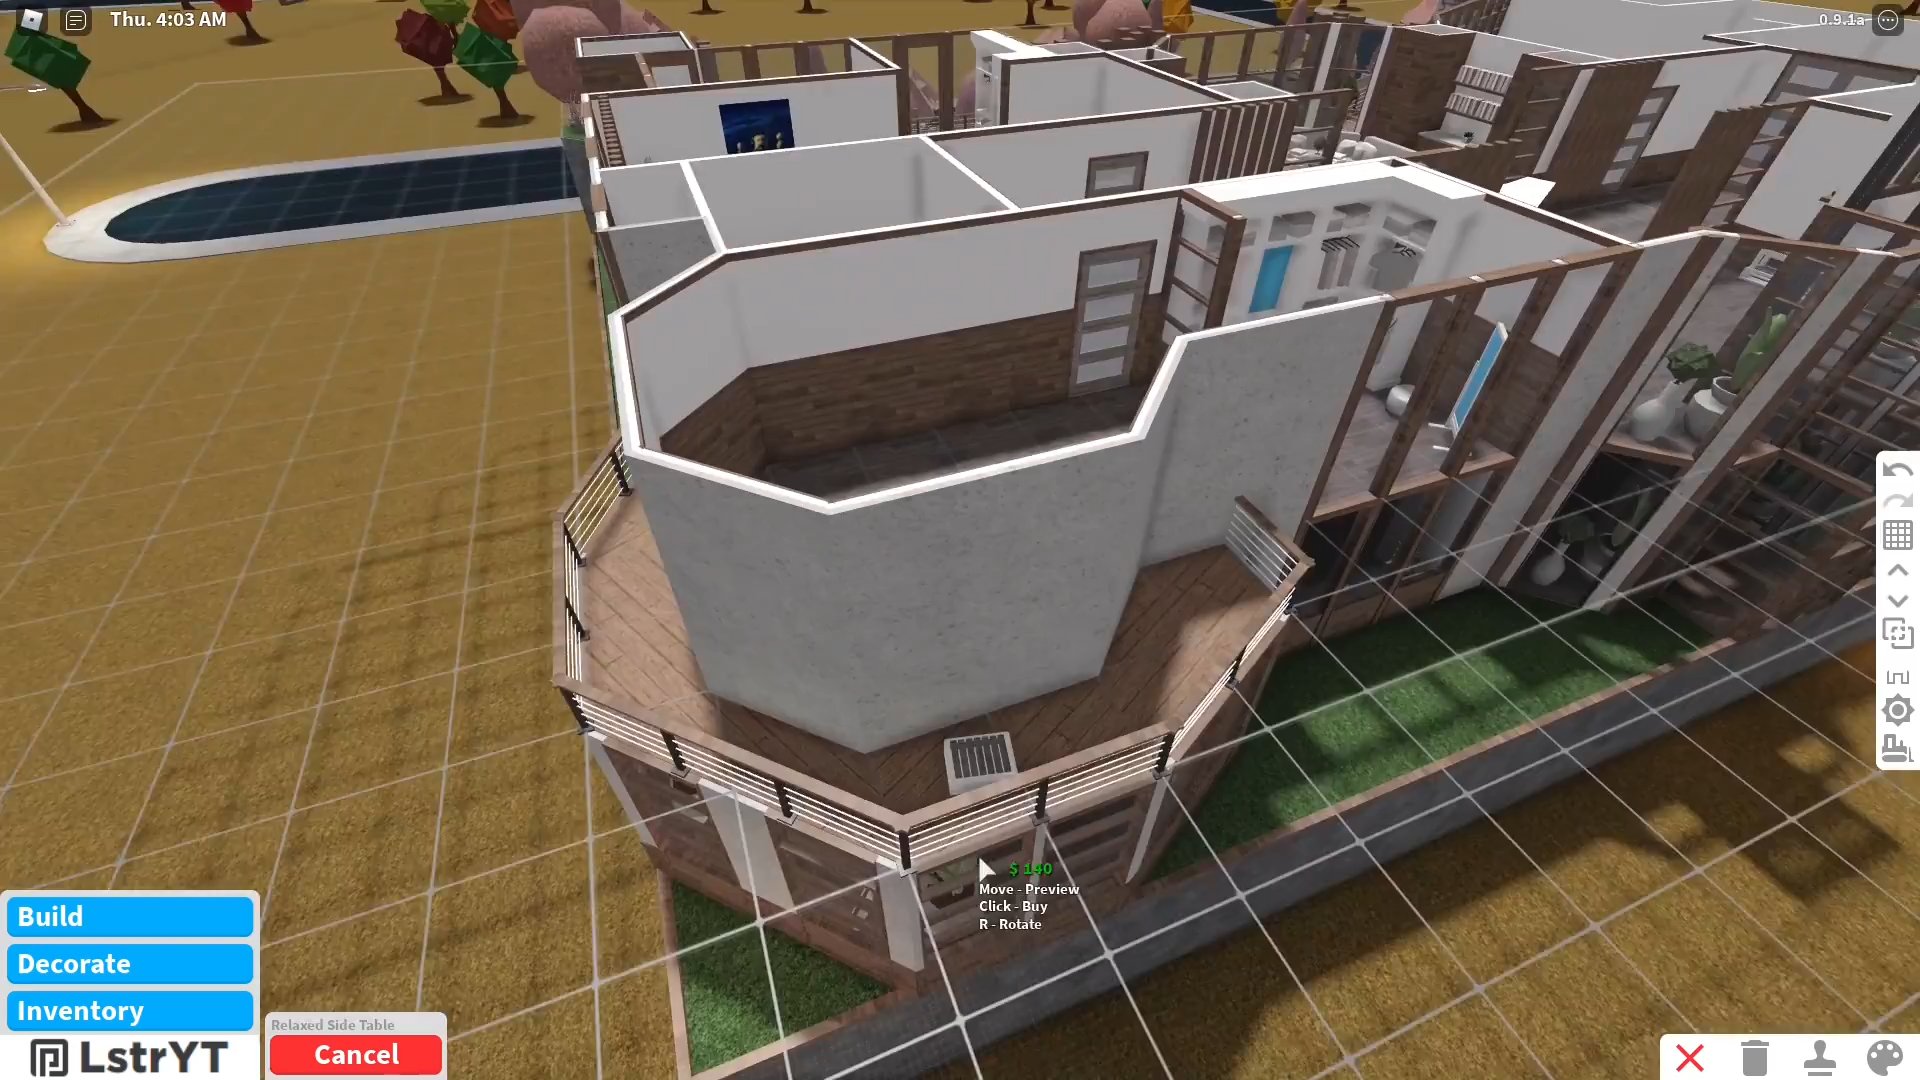 Thu. 4:03 AM
0.9.1a
$ 140
Move - Preview
Click - Buy
R - Rotate
Build
Decorate
Inventory
LstrYT
Relaxed Side Table
Cancel